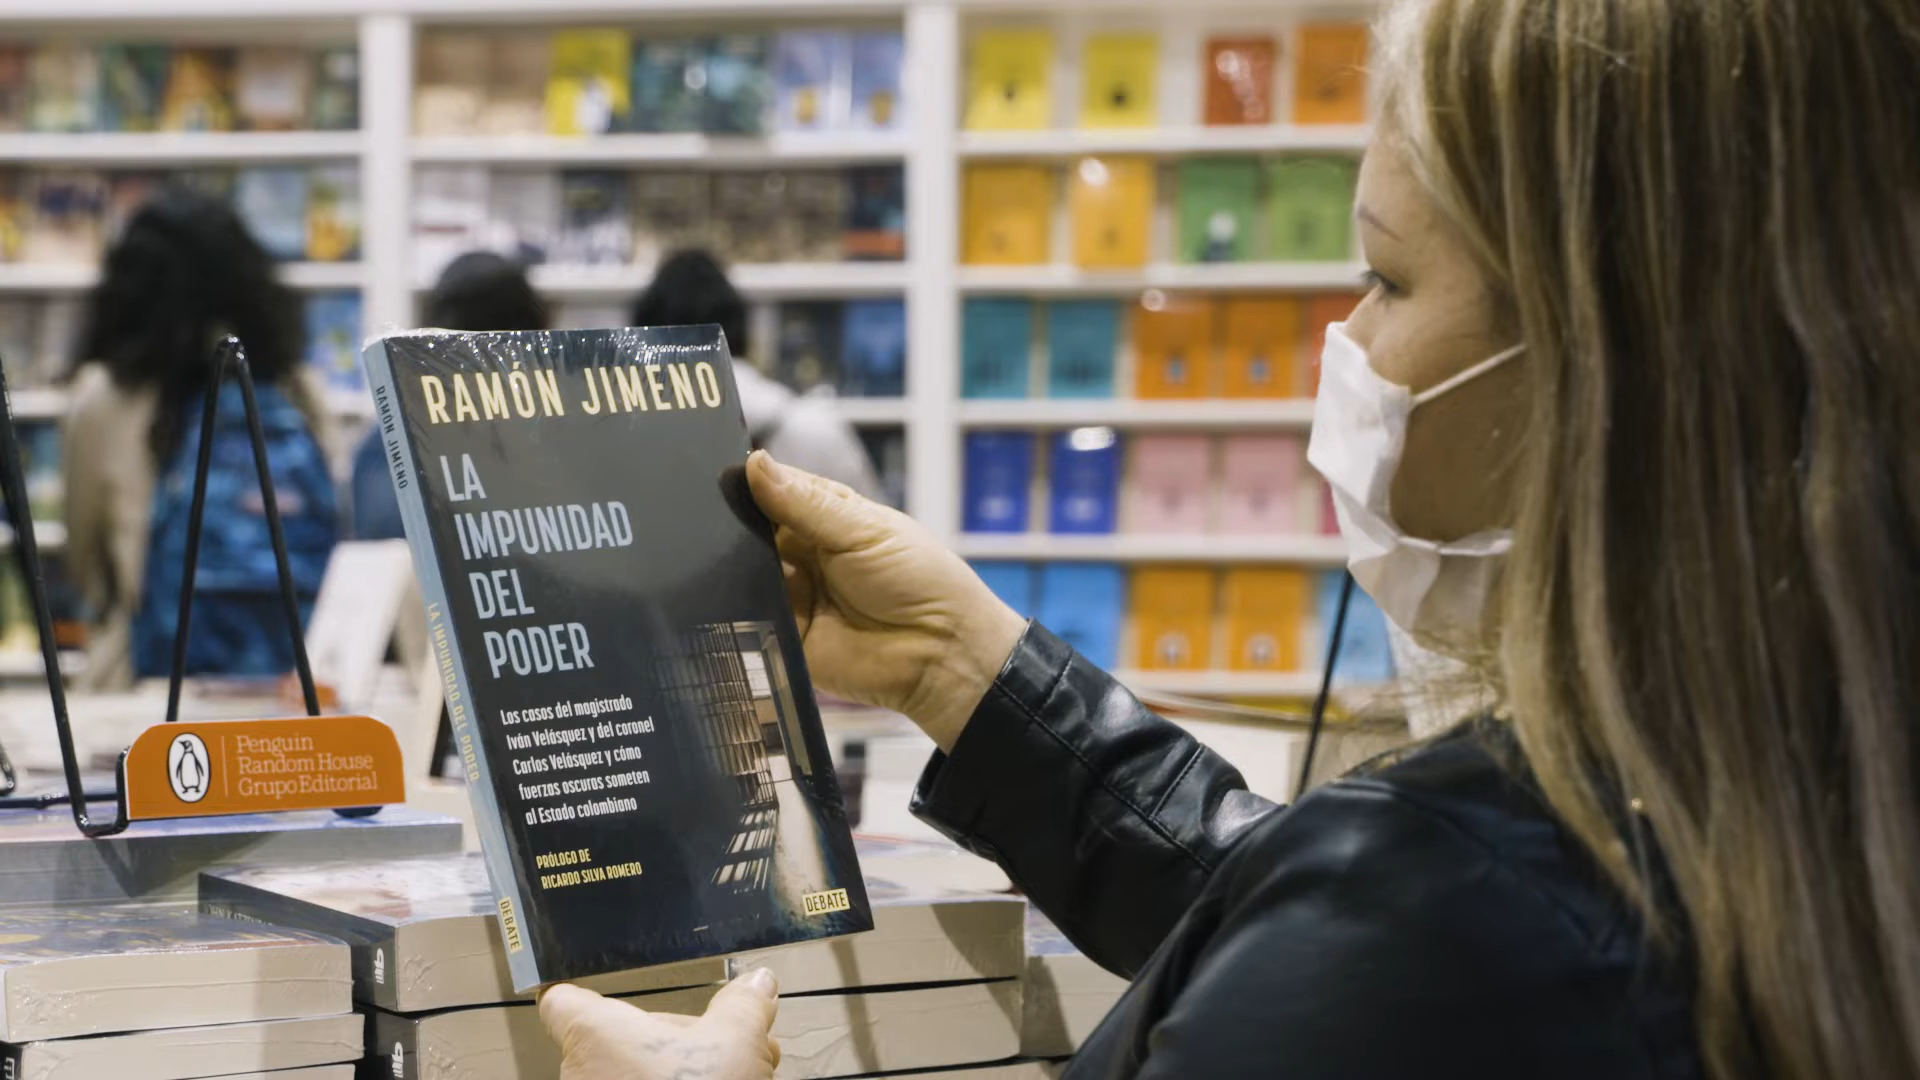 RAMÓN JIMENO
LA
IMPUNIDAD
DEL
PODER
Los casos del magistrado
Iván Velásquez y del coronel
Carlos Velásquez y cómo
fuerzas oscuras someten
al Estado colombiano
PRÓLOGO DE
RICARDO SILVA ROMERO
DEBATE
RAMÓN JIMENO
LA IMPUNIDAD DEL PODER
DEBATE
Penguin
Random House
Grupo Editorial